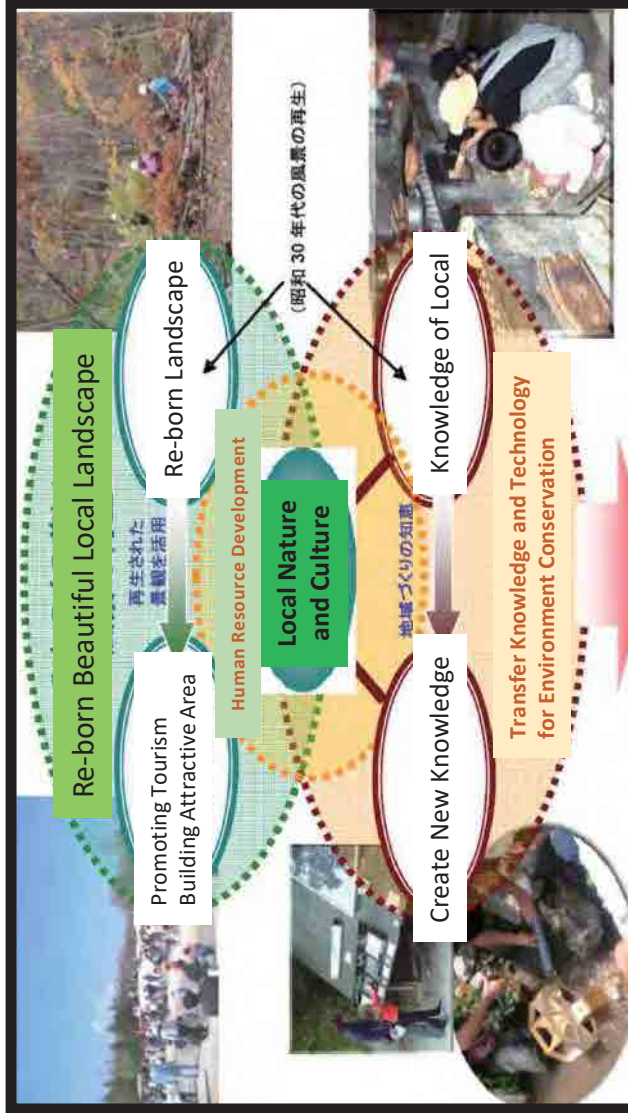 Re-born Beautiful Local Landscape
Promoting Tourism
Building Attractive Area
再生された
景観を活用
Re-born Landscape
Human Resource Development
Local Nature
and Culture
(昭和 30 年代の風景の再生)
地域づくりの知恵
Create New Knowledge
Knowledge of Local
Transfer Knowledge and Technology
for Environment Conservation